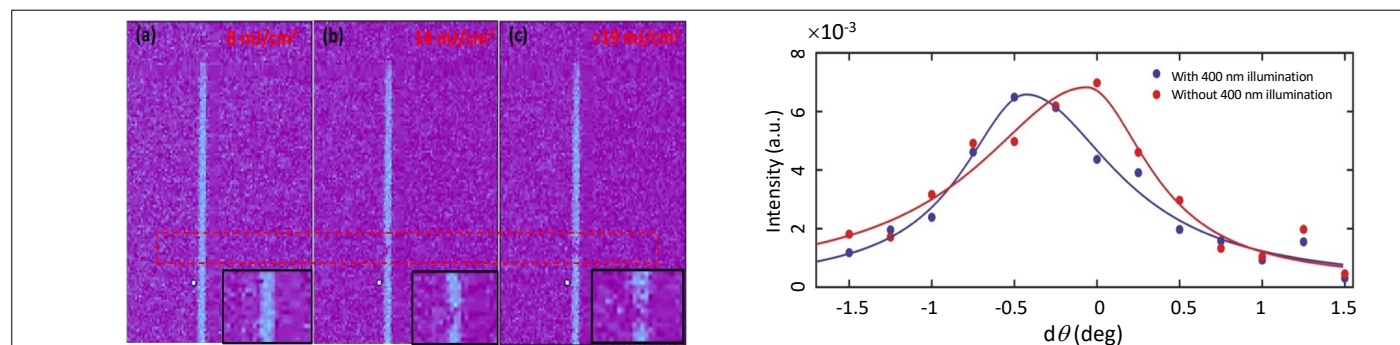 (a)
8 mJ/cm²
(b)
14 mJ/cm²
(c)
>19 mJ/cm²
×10⁻³
8
6
4
2
0
Intensity (a.u.)
With 400 nm illumination
Without 400 nm illumination
-1.5
-1
-0.5
0
0.5
1.0
1.5
dθ (deg)